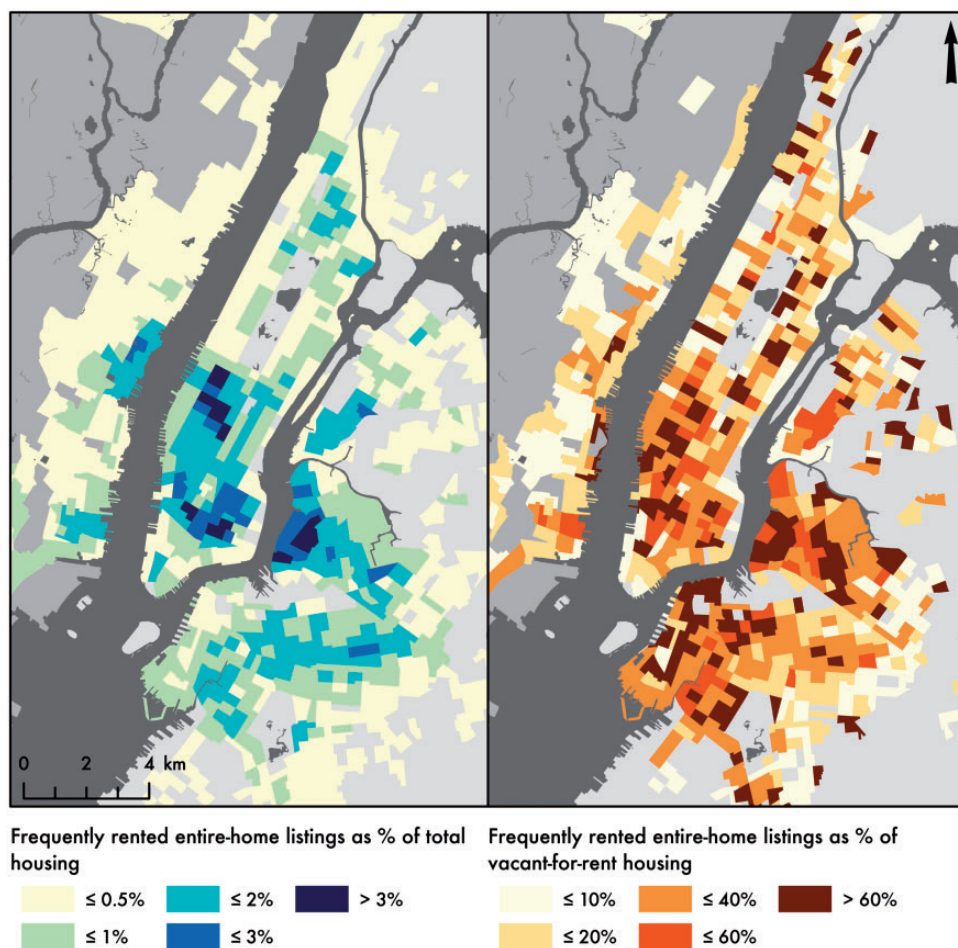 0 2 4 km
Frequently rented entire-home listings as % of total
housing
≤ 0.5% ≤ 2% > 3%
≤ 1% ≤ 3%
Frequently rented entire-home listings as % of
vacant-for-rent housing
≤ 10% ≤ 40% > 60%
≤ 20% ≤ 60%